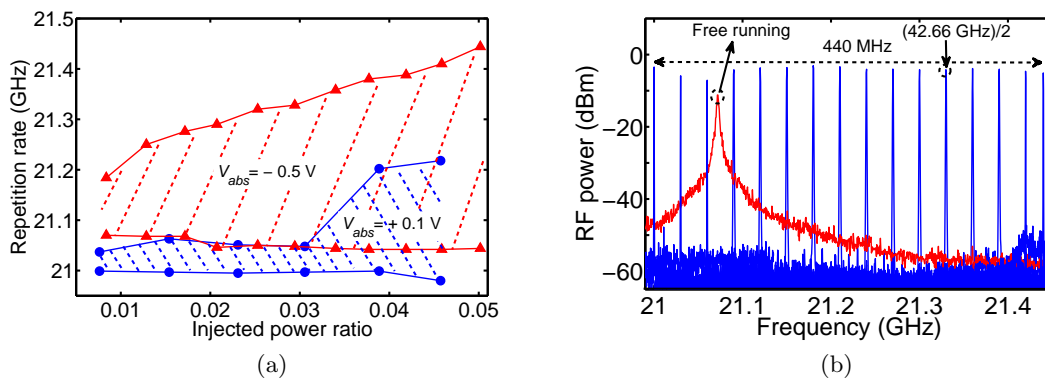 21.5
21.4
21.3
21.2
21.1
21
Repetition rate (GHz)
V_abs = − 0.5 V
V_abs = + 0.1 V
0.01 0.02 0.03 0.04 0.05
Injected power ratio
(a)
Free running
(42.66 GHz)/2
440 MHz
0
−20
−40
−60
RF power (dBm)
21 21.1 21.2 21.3 21.4
Frequency (GHz)
(b)